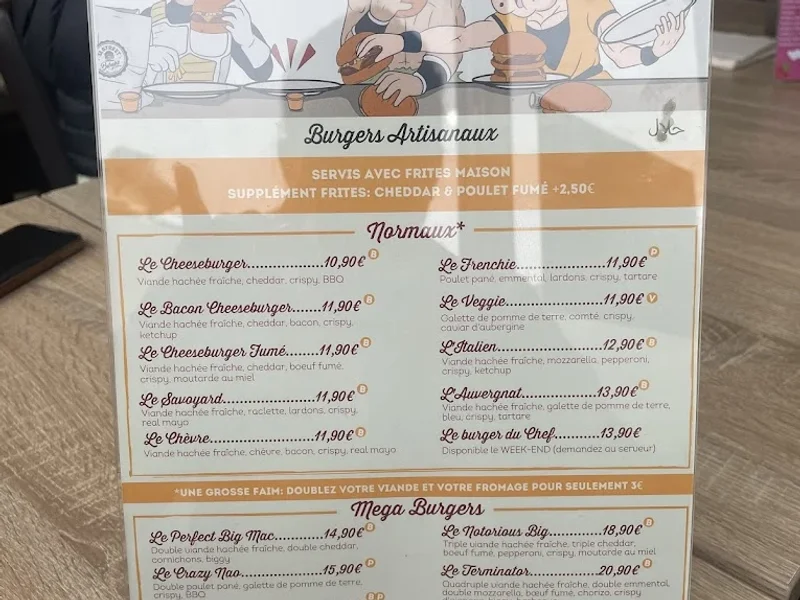 حلال
Burgers Artisanaux
SERVIS AVEC FRITES MAISON
SUPPLÉMENT FRITES: CHEDDAR & POULET FUMÉ +2,50€
Normaux*
Le Cheeseburger....................10,90€ B
Viande hachée fraîche, cheddar, crispy, BBQ
Le Bacon Cheeseburger.......11,90€ B
Viande hachée fraîche, cheddar, bacon, crispy,
ketchup
Le Cheeseburger Fumé........11,90€ B
Viande hachée fraîche, cheddar, boeuf fumé,
crispy, moutarde au miel
Le Savoyard........................11,90€ B
Viande hachée fraîche, raclette, lardons, crispy,
real mayo
Le Chèvre...........................11,90€ B
Viande hachée fraîche, chèvre, bacon, crispy, real mayo
Le Frenchie.......................11,90€ P
Poulet pané, emmental, lardons, crispy, tartare
Le Veggie..........................11,90€ V
Galette de pomme de terre, comté, crispy,
caviar d'aubergine
L'Italien...........................12,90€ B
Viande hachée fraîche, mozzarella, pepperoni,
crispy, ketchup
L'Auvergnat......................13,90€ B
Viande hachée fraîche, galette de pomme de terre,
bleu, crispy, tartare
Le burger du Chef...........13,90€
Disponible le WEEK-END (demandez au serveur)
*UNE GROSSE FAIM: DOUBLEZ VOTRE VIANDE ET VOTRE FROMAGE POUR SEULEMENT 3€
Mega Burgers
Le Perfect Big Mac............14,90€ B
Double viande hachée fraîche, double cheddar,
cornichons, biggy
Le Crazy Nao.....................15,90€ P
Double poulet pané, galette de pomme de terre,
crispy, BBQ
B P
Le Notorious Big.............18,90€ B
Triple viande hachée fraîche, triple cheddar,
boeuf fumé, pepperoni, crispy, moutarde au miel
Le Terminator.................20,90€ B
Quadruple viande hachée fraîche, double emmental,
double mozzarella, bœuf fumé, chorizo, crispy